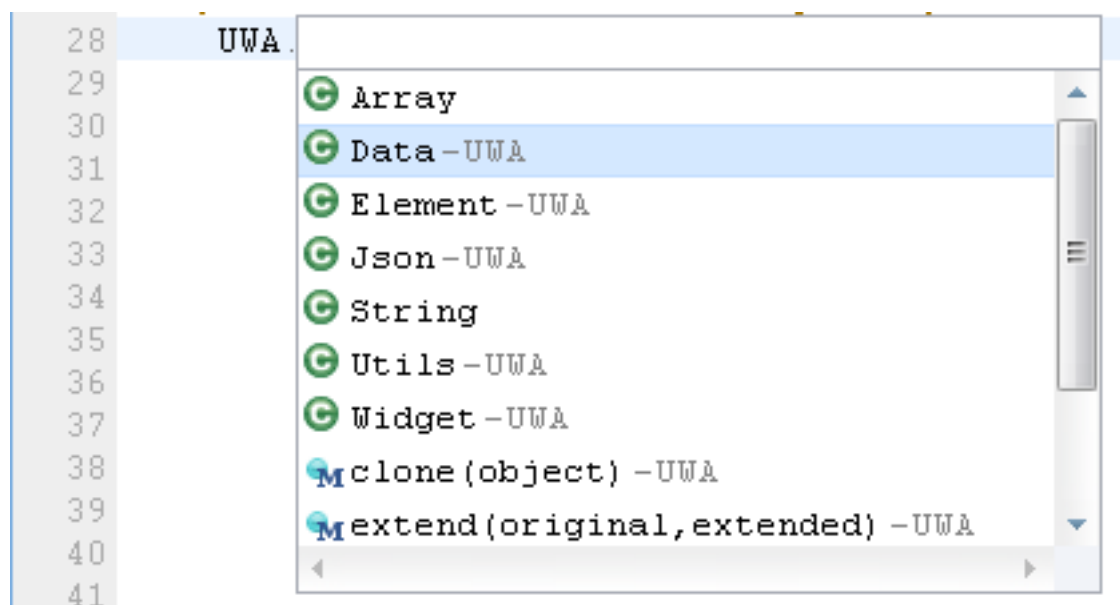 28 UWA.
29
Array
30
Data-UWA
31
32
Element-UWA
33
Json-UWA
34
String
35
Utils-UWA
36
37
Widget-UWA
38
M clone(object)-UWA
39
M extend(original,extended)-UWA
40
41